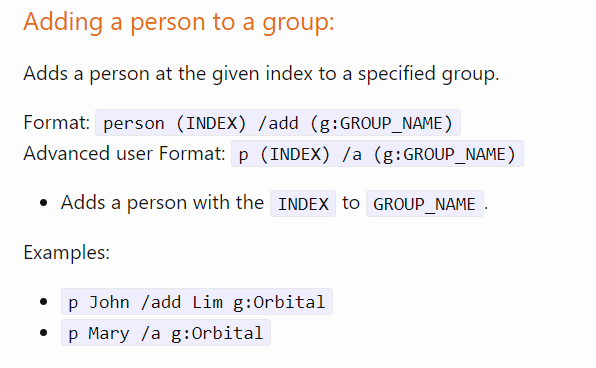 Adding a person to a group:
Adds a person at the given index to a specified group.
Format: person (INDEX) /add (g:GROUP_NAME)
Advanced user Format: p (INDEX) /a (g:GROUP_NAME)
• Adds a person with the INDEX to GROUP_NAME .
Examples:
• p John /add Lim g:Orbital
• p Mary /a g:Orbital